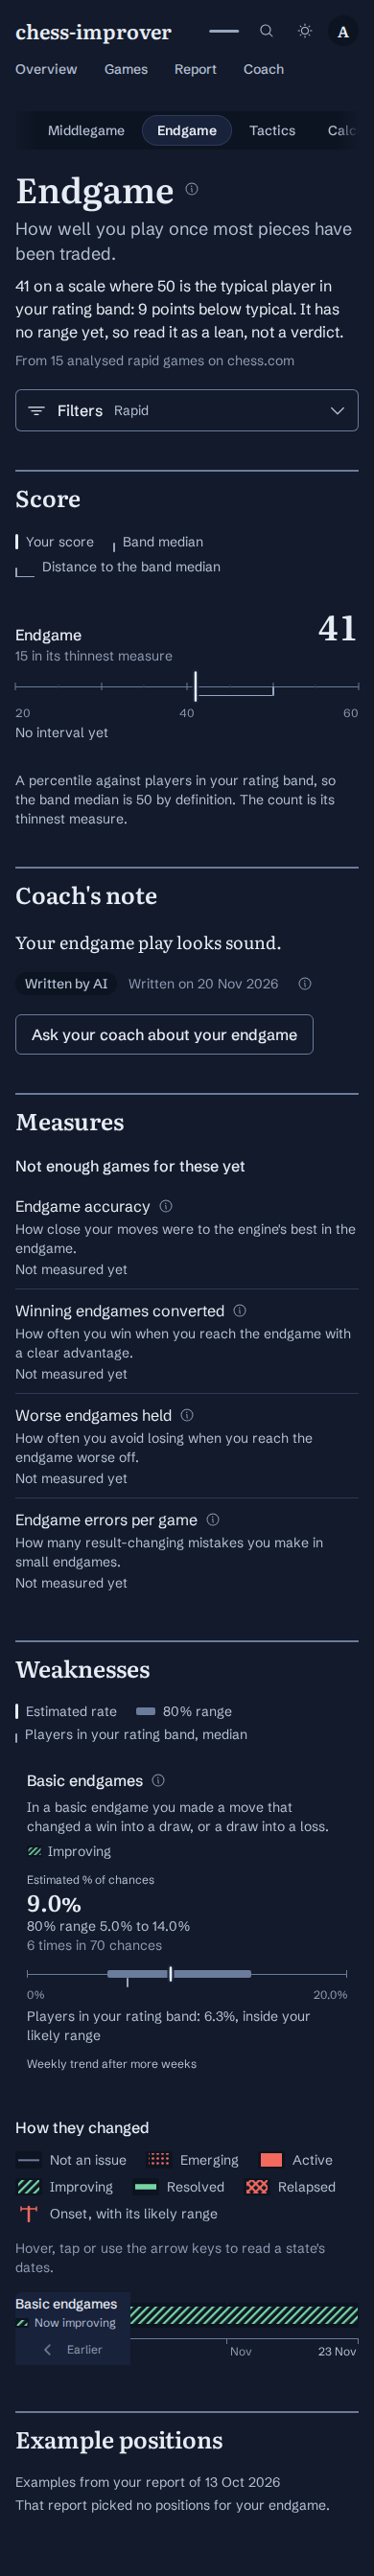 chess-improver
A
Overview Games Report Coach
Middlegame Endgame Tactics Calc
Endgame
How well you play once most pieces have
been traded.
41 on a scale where 50 is the typical player in
your rating band: 9 points below typical. It has
no range yet, so read it as a lean, not a verdict.
From 15 analysed rapid games on chess.com
Filters Rapid
Score
Your score Band median
Distance to the band median
Endgame 41
15 in its thinnest measure
20 40 60
No interval yet
A percentile against players in your rating band, so
the band median is 50 by definition. The count is its
thinnest measure.
Coach's note
Your endgame play looks sound.
Written by AI Written on 20 Nov 2026
Ask your coach about your endgame
Measures
Not enough games for these yet
Endgame accuracy
How close your moves were to the engine's best in the
endgame.
Not measured yet
Winning endgames converted
How often you win when you reach the endgame with
a clear advantage.
Not measured yet
Worse endgames held
How often you avoid losing when you reach the
endgame worse off.
Not measured yet
Endgame errors per game
How many result-changing mistakes you make in
small endgames.
Not measured yet
Weaknesses
Estimated rate 80% range
Players in your rating band, median
Basic endgames
In a basic endgame you made a move that
changed a win into a draw, or a draw into a loss.
Improving
Estimated % of chances
9.0%
80% range 5.0% to 14.0%
6 times in 70 chances
0% 20.0%
Players in your rating band: 6.3%, inside your
likely range
Weekly trend after more weeks
How they changed
Not an issue Emerging Active
Improving Resolved Relapsed
Onset, with its likely range
Hover, tap or use the arrow keys to read a state's
dates.
Basic endgames
Now improving
Earlier Nov 23 Nov
Example positions
Examples from your report of 13 Oct 2026
That report picked no positions for your endgame.